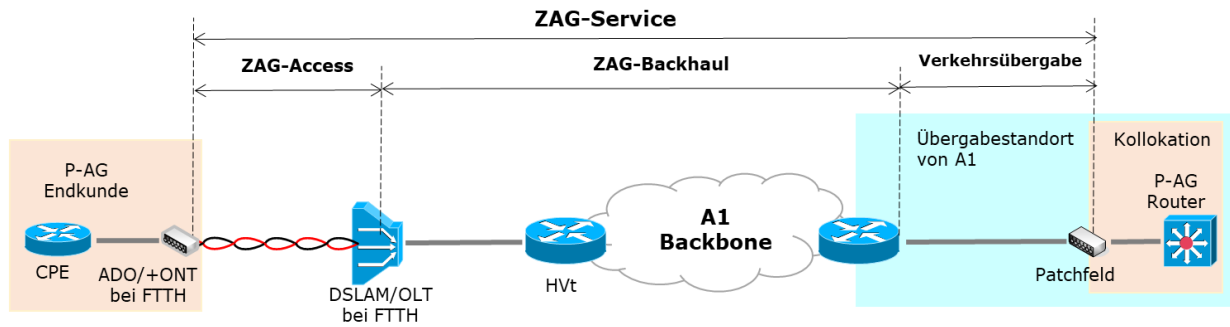 ZAG-Service
ZAG-Access
ZAG-Backhaul
Verkehrsübergabe
P-AG
Endkunde
CPE
ADO/+ONT
bei FTTH
DSLAM/OLT
bei FTTH
HVt
A1
Backbone
Übergabestandort
von A1
Kollokation
P-AG
Router
Patchfeld